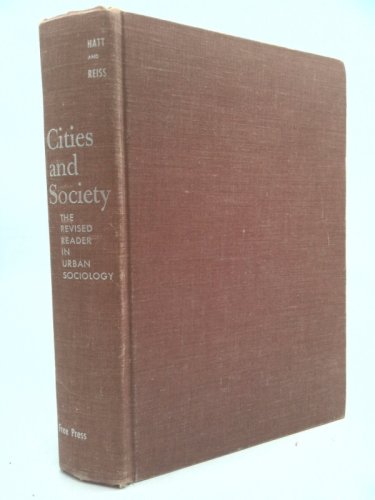 HATT
AND
REISS
Cities
and
Society
THE
REVISED
READER
IN
URBAN
SOCIOLOGY
Free Press